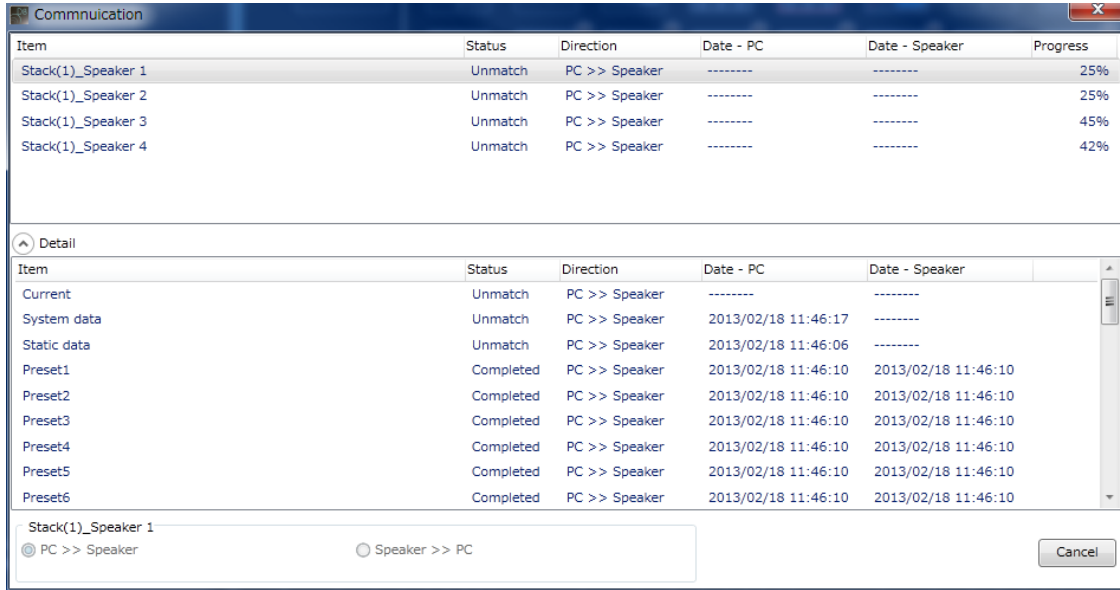 Commnuication
Item Status Direction Date - PC Date - Speaker Progress
Stack(1)_Speaker 1 Unmatch PC >> Speaker -------- -------- 25%
Stack(1)_Speaker 2 Unmatch PC >> Speaker -------- -------- 25%
Stack(1)_Speaker 3 Unmatch PC >> Speaker -------- -------- 45%
Stack(1)_Speaker 4 Unmatch PC >> Speaker -------- -------- 42%
Detail
Item Status Direction Date - PC Date - Speaker
Current Unmatch PC >> Speaker -------- --------
System data Unmatch PC >> Speaker 2013/02/18 11:46:17 --------
Static data Unmatch PC >> Speaker 2013/02/18 11:46:06 --------
Preset1 Completed PC >> Speaker 2013/02/18 11:46:10 2013/02/18 11:46:10
Preset2 Completed PC >> Speaker 2013/02/18 11:46:10 2013/02/18 11:46:10
Preset3 Completed PC >> Speaker 2013/02/18 11:46:10 2013/02/18 11:46:10
Preset4 Completed PC >> Speaker 2013/02/18 11:46:10 2013/02/18 11:46:10
Preset5 Completed PC >> Speaker 2013/02/18 11:46:10 2013/02/18 11:46:10
Preset6 Completed PC >> Speaker 2013/02/18 11:46:10 2013/02/18 11:46:10
Stack(1)_Speaker 1
PC >> Speaker Speaker >> PC
Cancel